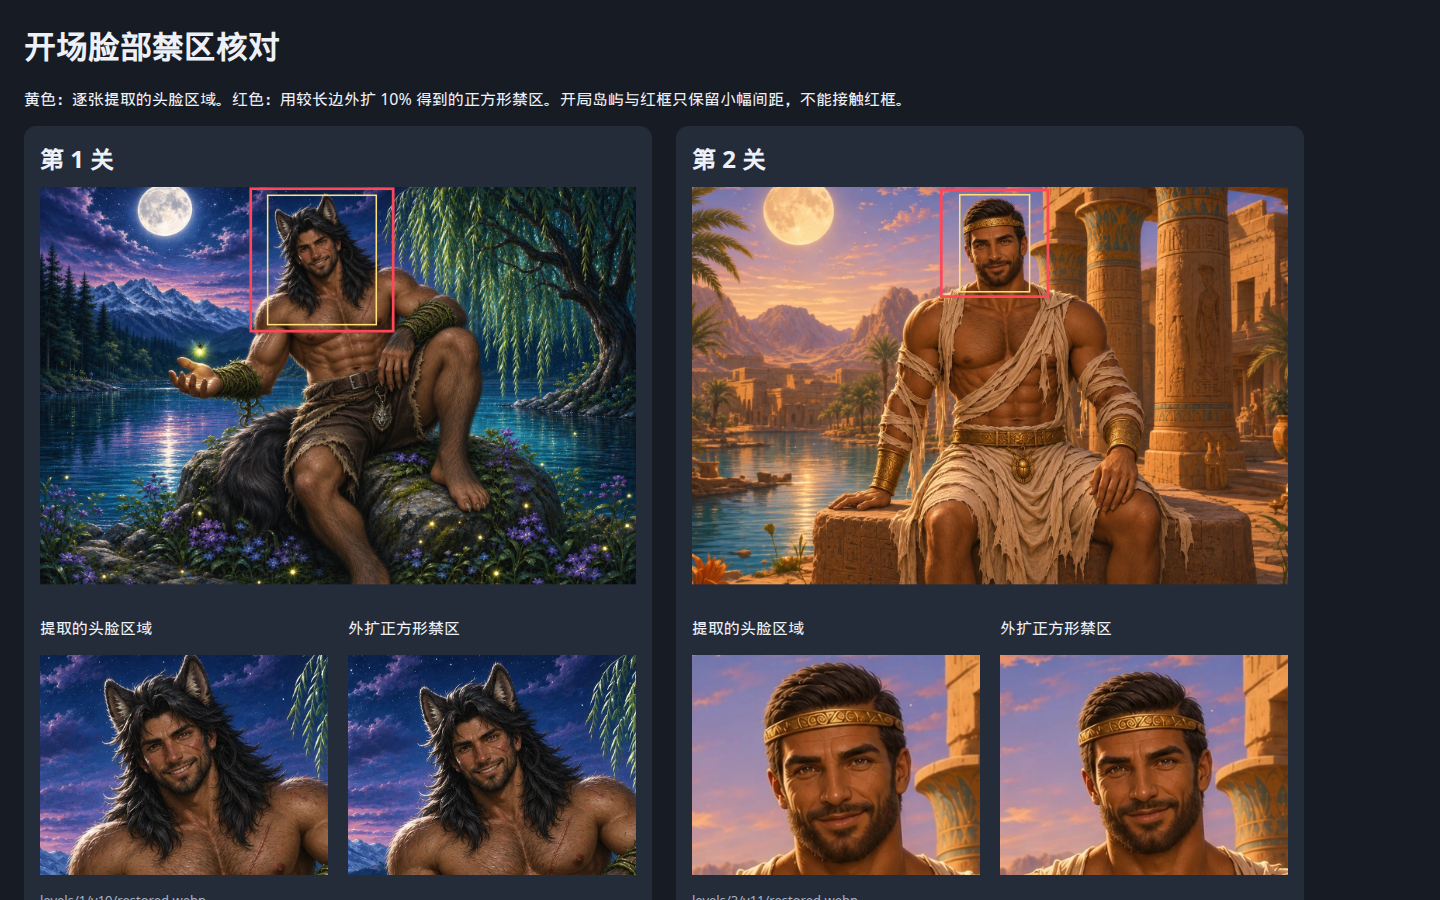 开场脸部禁区核对
黄色：逐张提取的头脸区域。红色：用较长边外扩 10% 得到的正方形禁区。开局岛屿与红框只保留小幅间距，不能接触红框。
第 1 关
第 2 关
提取的头脸区域
外扩正方形禁区
提取的头脸区域
外扩正方形禁区